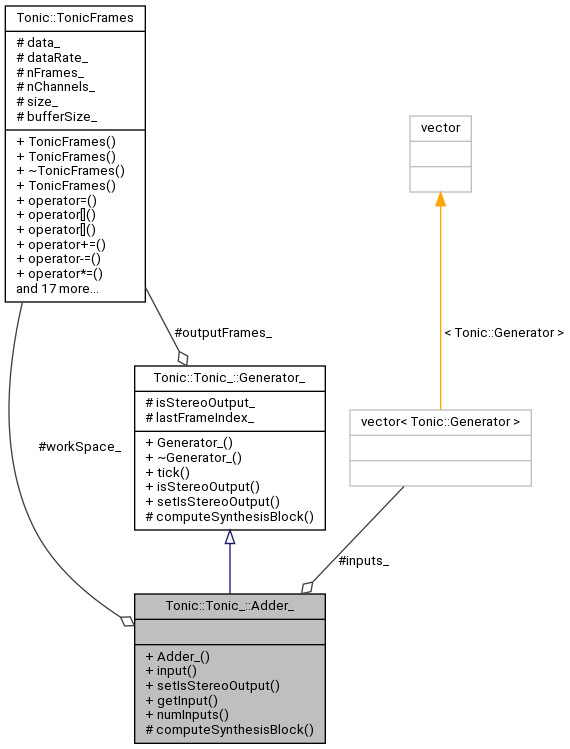 Tonic::TonicFrames
# data_
# dataRate_
# nFrames_
# nChannels_
# size_
# bufferSize_
+ TonicFrames()
+ TonicFrames()
+ ~TonicFrames()
+ TonicFrames()
+ operator=()
+ operator[]()
+ operator[]()
+ operator+=()
+ operator-=()
+ operator*=()
and 17 more...
vector
#outputFrames_
< Tonic::Generator >
Tonic::Tonic_::Generator_
# isStereoOutput_
# lastFrameIndex_
+ Generator_()
+ ~Generator_()
+ tick()
+ isStereoOutput()
+ setIsStereoOutput()
# computeSynthesisBlock()
vector< Tonic::Generator >
#workSpace_
#inputs_
Tonic::Tonic_::Adder_
+ Adder_()
+ input()
+ setIsStereoOutput()
+ getInput()
+ numInputs()
# computeSynthesisBlock()